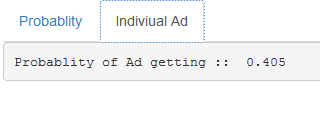 Probablity
Indiviual Ad
Probablity of Ad getting ::  0.405